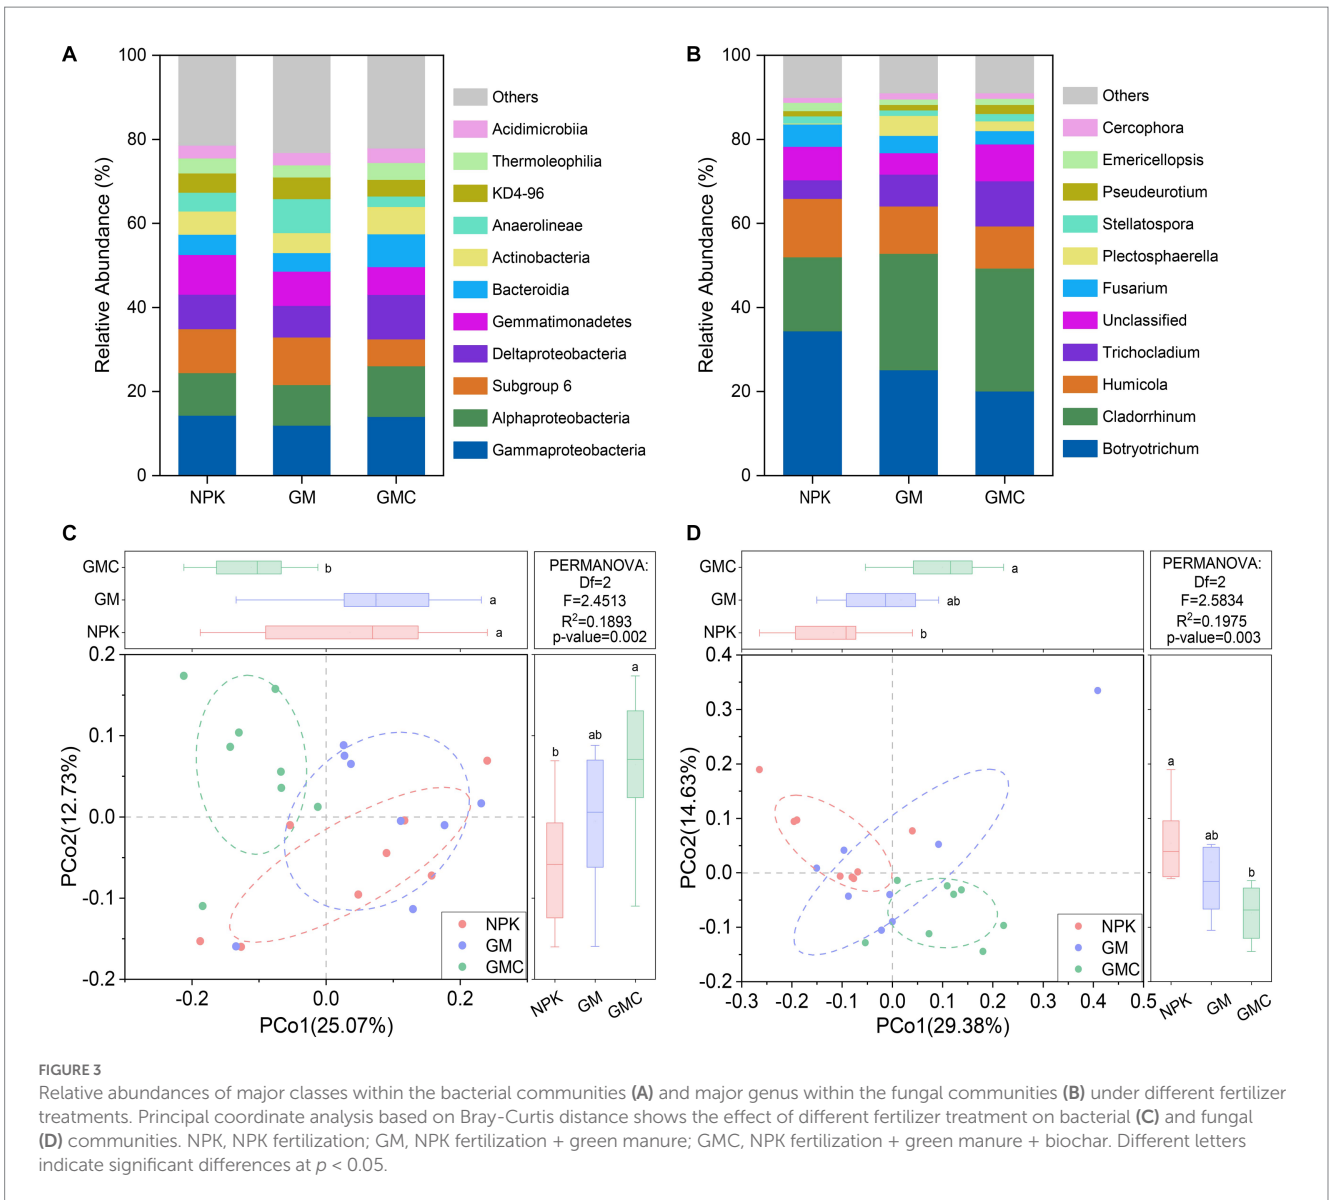 A
100
80
60
40
20
0
Relative Abundance (%)
NPK
GM
GMC
Others
Acidimicrobiia
Thermoleophilia
KD4-96
Anaerolineae
Actinobacteria
Bacteroidia
Gemmatimonadetes
Deltaproteobacteria
Subgroup 6
Alphaproteobacteria
Gammaproteobacteria
B
100
80
60
40
20
0
Relative Abundance (%)
NPK
GM
GMC
Others
Cercophora
Emericellopsis
Pseudeurotium
Stellatospora
Plectosphaerella
Fusarium
Unclassified
Trichocladium
Humicola
Cladorrhinum
Botryotrichum
C
GMC
b
GM
a
NPK
a
PERMANOVA:
Df=2
F=2.4513
R²=0.1893
p-value=0.002
0.2
0.1
0.0
-0.1
-0.2
PCo2(12.73%)
NPK
GM
GMC
-0.2
0.0
0.2
PCo1(25.07%)
b
ab
a
NPK
GM
GMC
D
GMC
a
GM
ab
NPK
b
PERMANOVA:
Df=2
F=2.5834
R²=0.1975
p-value=0.003
0.4
0.3
0.2
0.1
0.0
-0.1
-0.2
PCo2(14.63%)
NPK
GM
GMC
-0.3
-0.2
-0.1
0.0
0.1
0.2
0.3
0.4
0.5
PCo1(29.38%)
a
ab
b
NPK
GM
GMC
FIGURE 3
Relative abundances of major classes within the bacterial communities (A) and major genus within the fungal communities (B) under different fertilizer
treatments. Principal coordinate analysis based on Bray-Curtis distance shows the effect of different fertilizer treatment on bacterial (C) and fungal
(D) communities. NPK, NPK fertilization; GM, NPK fertilization + green manure; GMC, NPK fertilization + green manure + biochar. Different letters
indicate significant differences at p < 0.05.